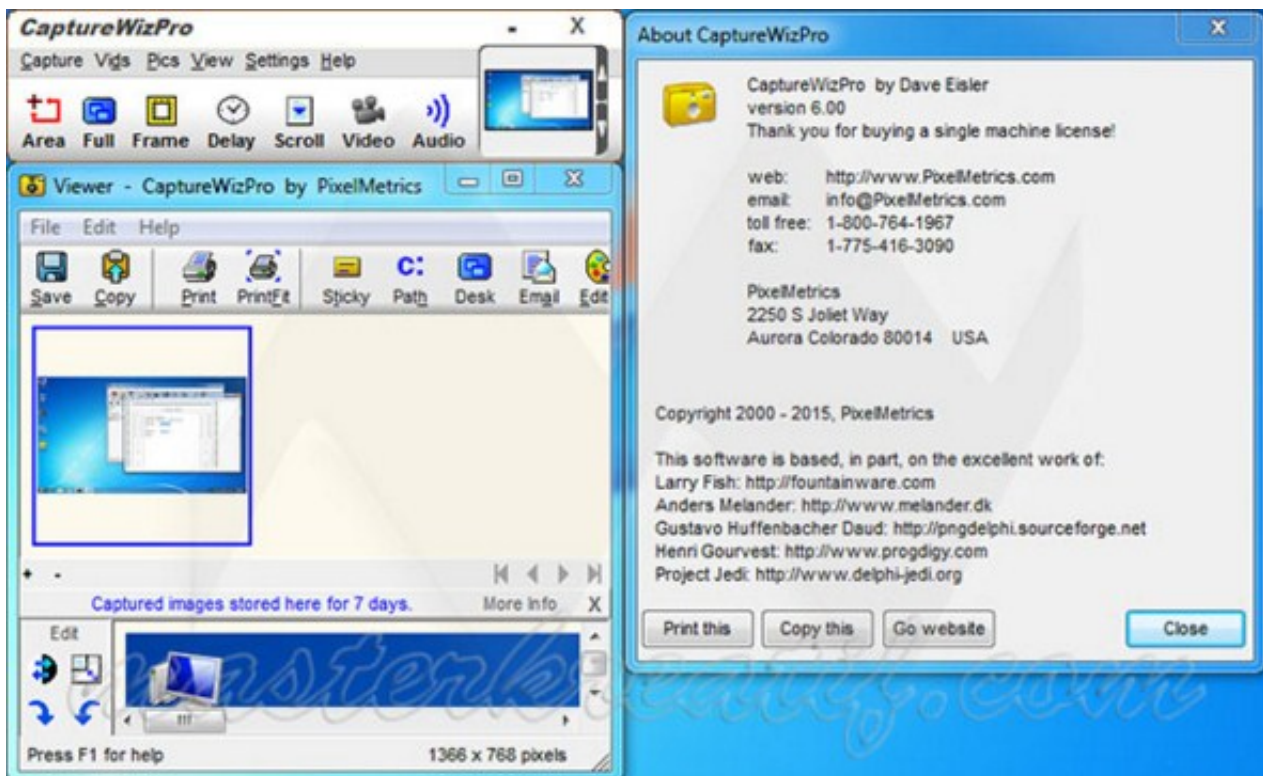 CaptureWizPro - X
Capture Vids Pics View Settings Help
Area Full Frame Delay Scroll Video Audio
Viewer - CaptureWizPro by PixelMetrics
File Edit Help
C:
Save Copy Print PrintFit Sticky Path Desk Email Edit
+ -
Captured images stored here for 7 days. More Info X
Edit
Press F1 for help 1366 x 768 pixels
About CaptureWizPro
CaptureWizPro by Dave Eisler
version 6.00
Thank you for buying a single machine license!
web: http://www.PixelMetrics.com
email: info@PixelMetrics.com
toll free: 1-800-764-1967
fax: 1-775-416-3090
PixelMetrics
2250 S Joliet Way
Aurora Colorado 80014 USA
Copyright 2000 - 2015, PixelMetrics
This software is based, in part, on the excellent work of:
Larry Fish: http://fountainware.com
Anders Melander: http://www.melander.dk
Gustavo Huffenbacher Daud: http://pngdelphi.sourceforge.net
Henri Gourvest: http://www.progdigy.com
Project Jedi: http://www.delphi-jedi.org
Print this Copy this Go website Close
masterkreatif.com